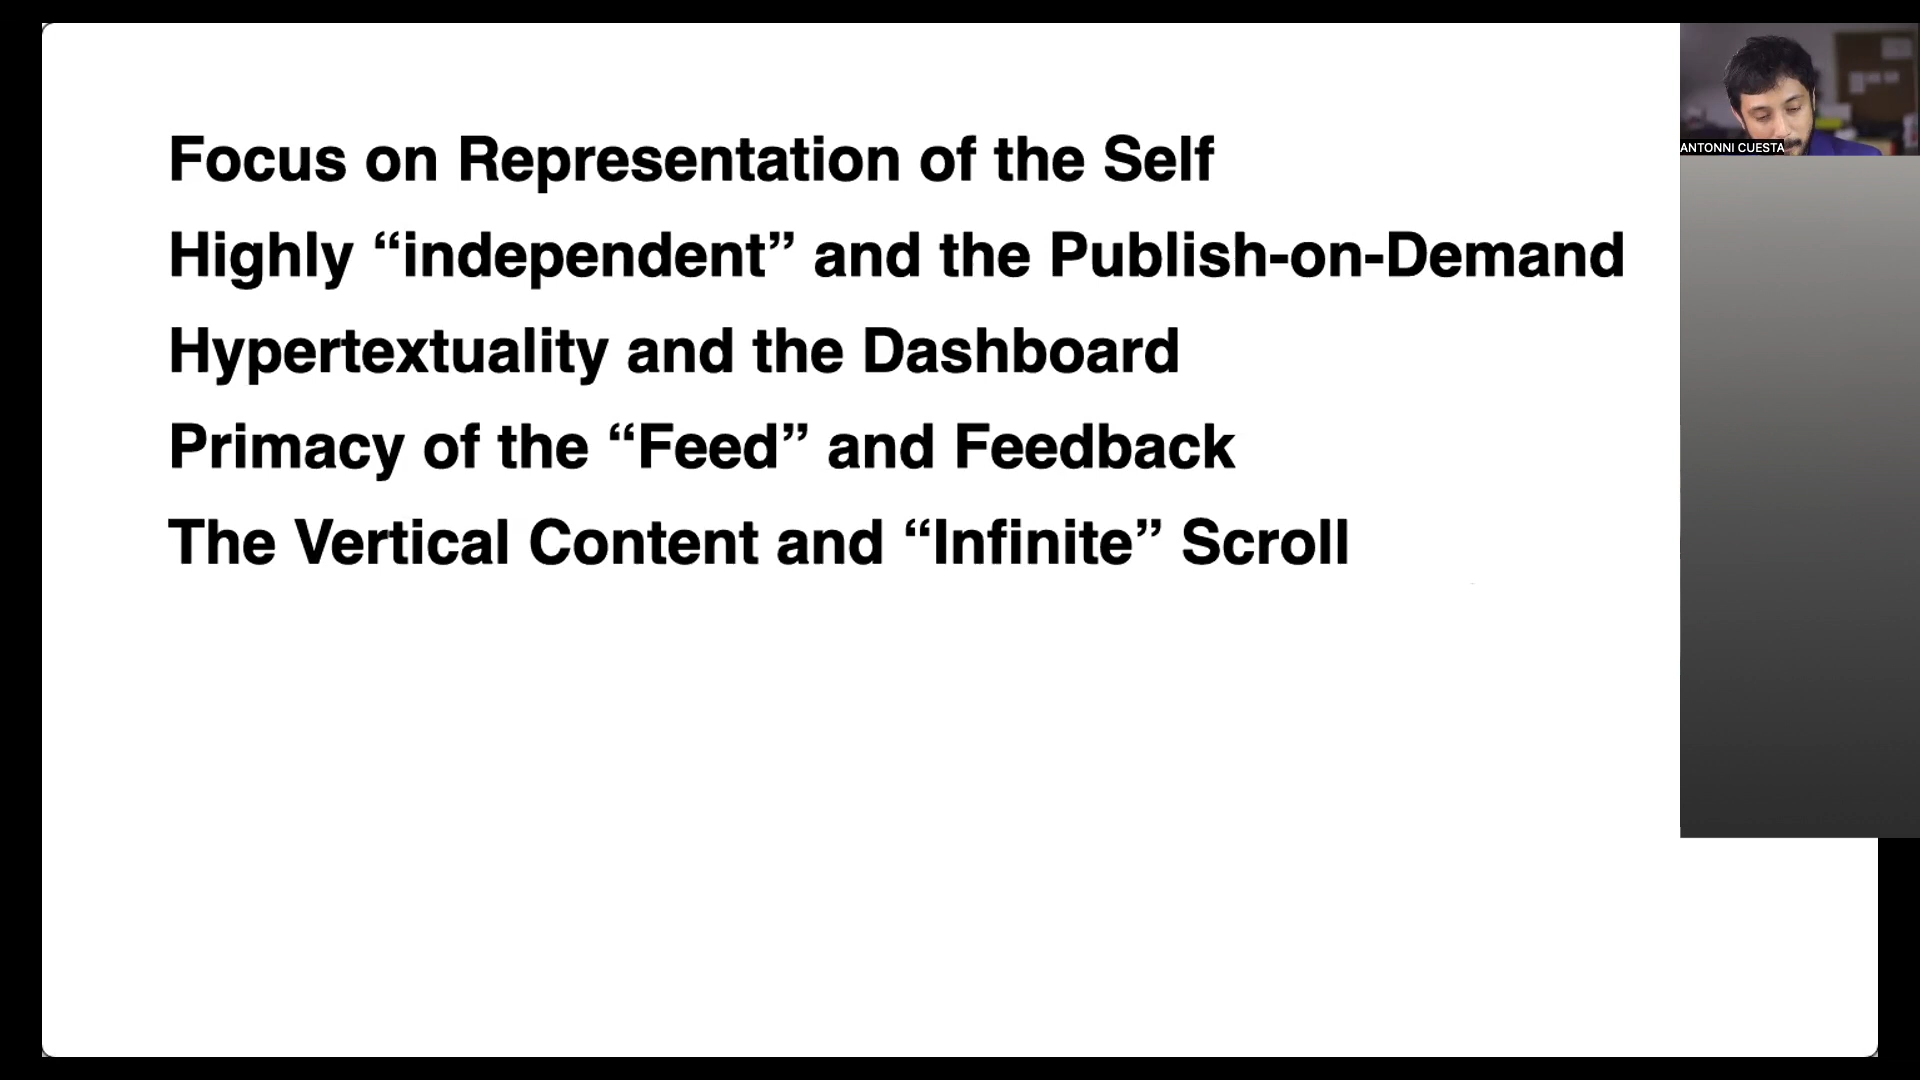 Focus on Representation of the Self
Highly “independent” and the Publish-on-Demand
Hypertextuality and the Dashboard
Primacy of the “Feed” and Feedback
The Vertical Content and “Infinite” Scroll
ANTONNI CUESTA